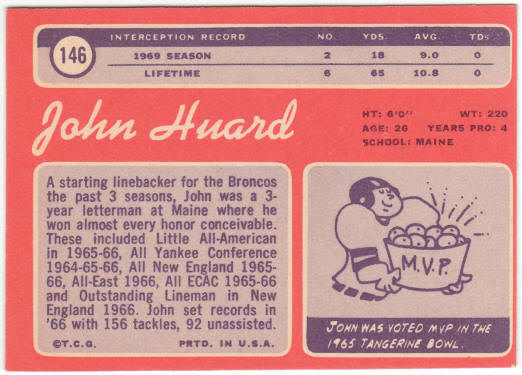 146
INTERCEPTION RECORD NO. YDS. AVG. TDS
1969 SEASON 2 18 9.0 0
LIFETIME 6 65 10.8 0
John Huard
HT: 6'0" WT: 220
AGE: 26 YEARS PRO: 4
SCHOOL: MAINE
A starting linebacker for the Broncos
the past 3 seasons, John was a 3-
year letterman at Maine where he
won almost every honor conceivable.
These included Little All-American
in 1965-66, All Yankee Conference
1964-65-66, All New England 1965-
66, All-East 1966, All ECAC 1965-66
and Outstanding Lineman in New
England 1966. John set records in
'66 with 156 tackles, 92 unassisted.
©T.C.G. PRTD. IN U.S.A.
M.V.P.
JOHN WAS VOTED MVP IN THE
1965 TANGERINE BOWL.